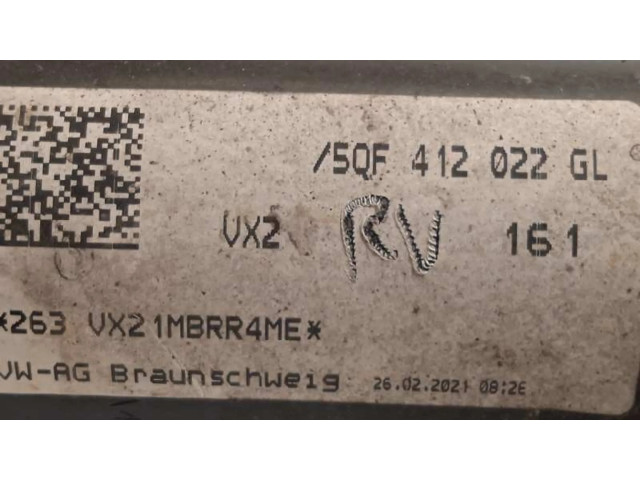 /5QF 412 022 GL
VX2 RV 161
*263 VX21MBRR4ME*
VW-AG Braunschweig 26.02.2021 08:26